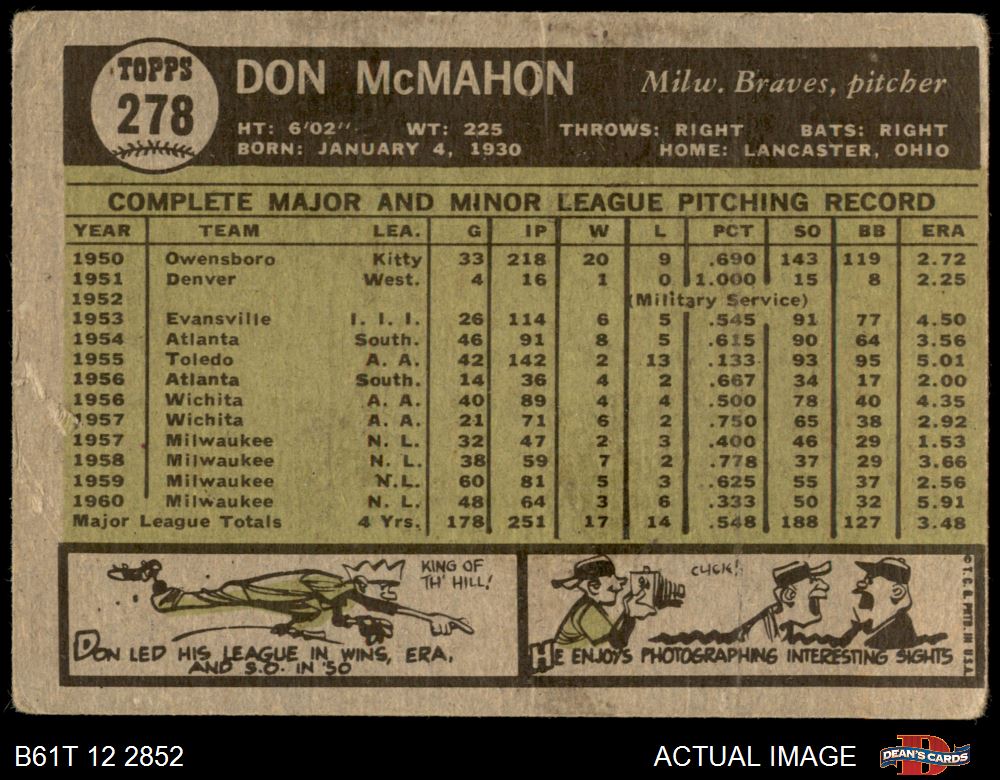 TOPPS
278
DON McMAHON
Milw. Braves, pitcher
HT: 6'02" WT: 225 THROWS: RIGHT BATS: RIGHT
BORN: JANUARY 4, 1930 HOME: LANCASTER, OHIO
COMPLETE MAJOR AND MINOR LEAGUE PITCHING RECORD
YEAR TEAM LEA. G IP W L PCT SO BB ERA
1950 Owensboro Kitty 33 218 20 9 .690 143 119 2.72
1951 Denver West. 4 16 1 0 1.000 15 8 2.25
1952 (Military Service)
1953 Evansville I. I. I. 26 114 6 5 .545 91 77 4.50
1954 Atlanta South. 46 91 8 5 .615 90 64 3.56
1955 Toledo A. A. 42 142 2 13 .133 93 95 5.01
1956 Atlanta South. 14 36 4 2 .667 34 17 2.00
1956 Wichita A. A. 40 89 4 4 .500 78 40 4.35
1957 Wichita A. A. 21 71 6 2 .750 65 38 2.92
1957 Milwaukee N. L. 32 47 2 3 .400 46 29 1.53
1958 Milwaukee N. L. 38 59 7 2 .778 37 29 3.66
1959 Milwaukee N.L. 60 81 5 3 .625 55 37 2.56
1960 Milwaukee N. L. 48 64 3 6 .333 50 32 5.91
Major League Totals 4 Yrs. 178 251 17 14 .548 188 127 3.48
KING OF
TH' HILL!
DON LED HIS LEAGUE IN WINS, ERA,
AND S.O. IN '50
CLICK!
HE ENJOYS PHOTOGRAPHING INTERESTING SIGHTS
© T. C. G. PRTD. IN U.S.A.
B61T 12 2852
ACTUAL IMAGE
DEAN'S CARDS